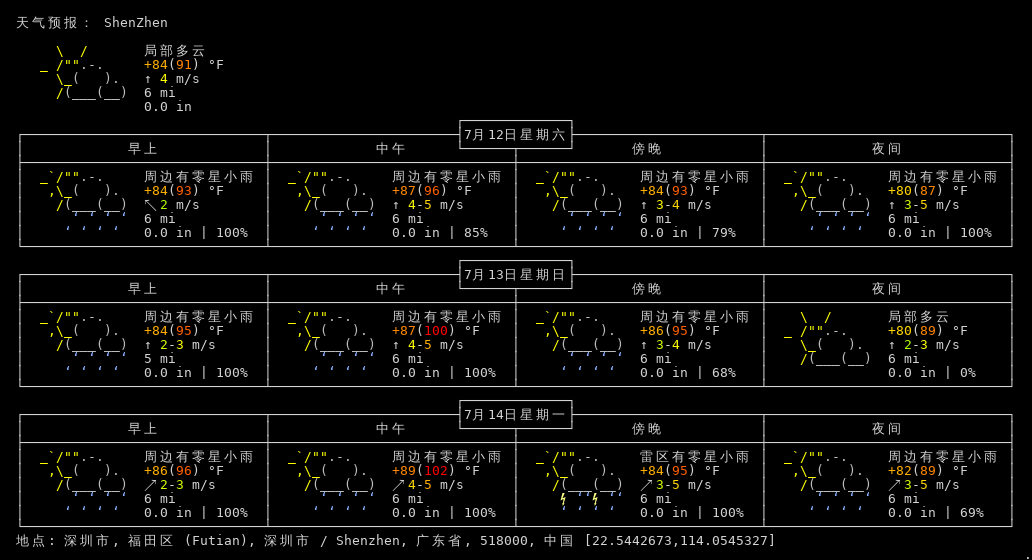 天气预报： ShenZhen
局部多云
+84(91) °F
↑ 4 m/s
6 mi
0.0 in
7月12日星期六
早上 中午 傍晚 夜间
周边有零星小雨 周边有零星小雨 周边有零星小雨 周边有零星小雨
+84(93) °F +87(96) °F +84(93) °F +80(87) °F
↖ 2 m/s ↑ 4-5 m/s ↑ 3-4 m/s ↑ 3-5 m/s
6 mi 6 mi 6 mi 6 mi
0.0 in | 100% 0.0 in | 85% 0.0 in | 79% 0.0 in | 100%
7月13日星期日
早上 中午 傍晚 夜间
周边有零星小雨 周边有零星小雨 周边有零星小雨 局部多云
+84(95) °F +87(100) °F +86(95) °F +80(89) °F
↑ 2-3 m/s ↑ 4-5 m/s ↑ 3-4 m/s ↑ 2-3 m/s
5 mi 6 mi 6 mi 6 mi
0.0 in | 100% 0.0 in | 100% 0.0 in | 68% 0.0 in | 0%
7月14日星期一
早上 中午 傍晚 夜间
周边有零星小雨 周边有零星小雨 雷区有零星小雨 周边有零星小雨
+86(96) °F +89(102) °F +84(95) °F +82(89) °F
↗ 2-3 m/s ↗ 4-5 m/s ↗ 3-5 m/s ↗ 3-5 m/s
6 mi 6 mi 6 mi 6 mi
0.0 in | 100% 0.0 in | 100% 0.0 in | 100% 0.0 in | 69%
地点: 深圳市, 福田区 (Futian), 深圳市 / Shenzhen, 广东省, 518000, 中国 [22.5442673,114.0545327]